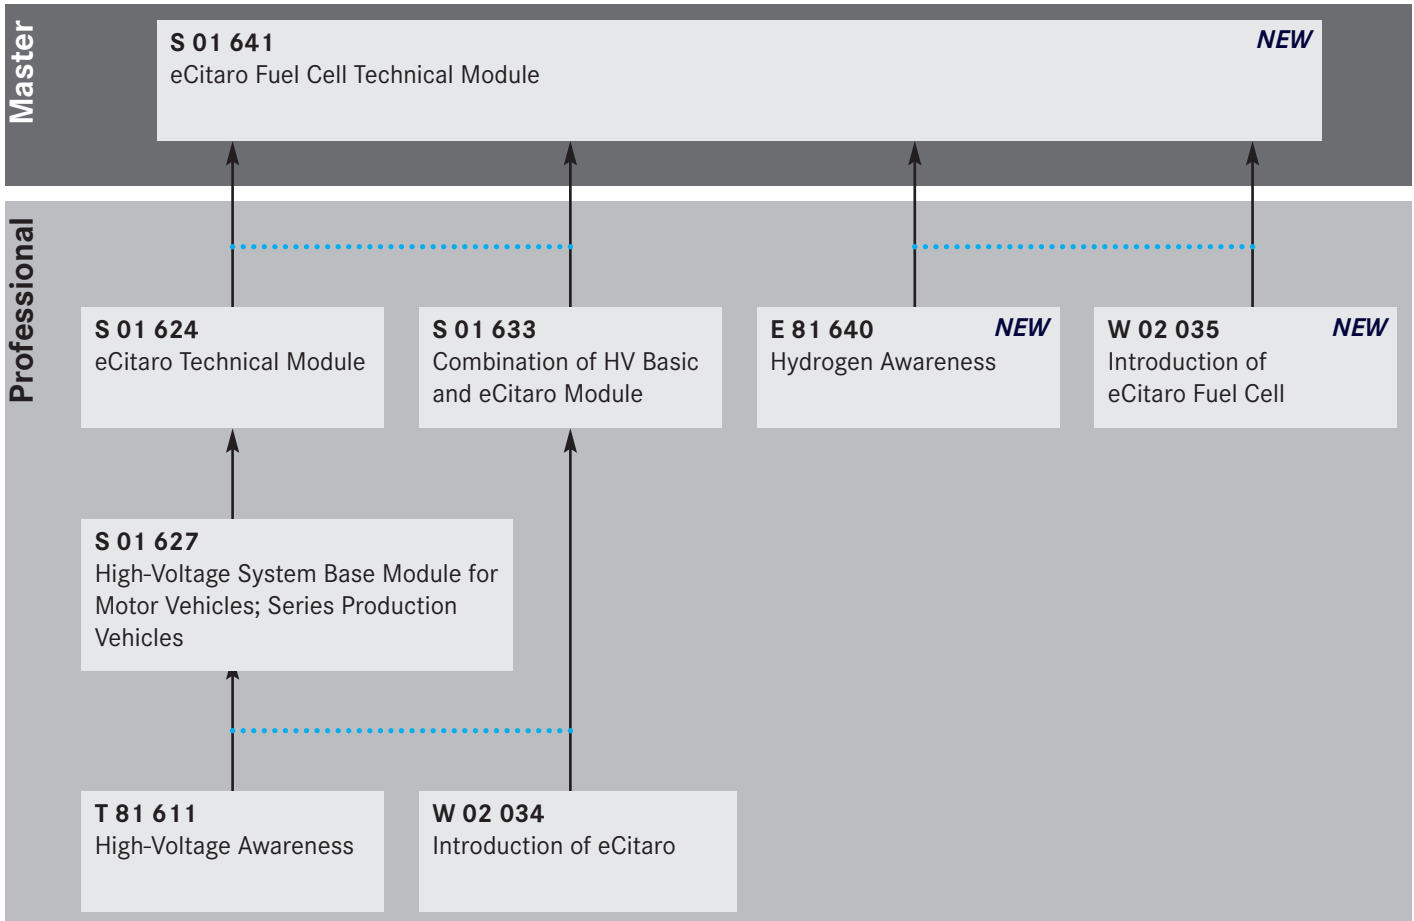 Master
S 01 641
NEW
eCitaro Fuel Cell Technical Module
Professional
S 01 624
eCitaro Technical Module
S 01 633
Combination of HV Basic
and eCitaro Module
E 81 640
NEW
Hydrogen Awareness
W 02 035
NEW
Introduction of
eCitaro Fuel Cell
S 01 627
High-Voltage System Base Module for
Motor Vehicles; Series Production
Vehicles
T 81 611
High-Voltage Awareness
W 02 034
Introduction of eCitaro